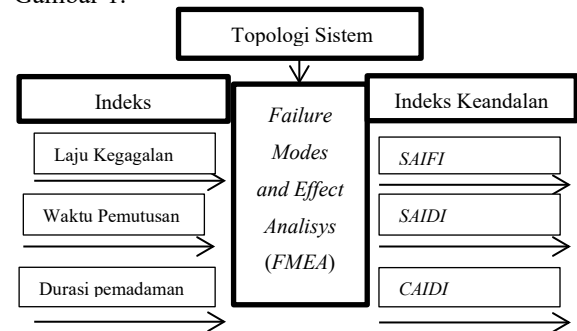 Gambar 1.
Topologi Sistem
Indeks
Laju Kegagalan
Waktu Pemutusan
Durasi pemadaman
Failure
Modes
and Effect
Analisys
(FMEA)
Indeks Keandalan
SAIFI
SAIDI
CAIDI